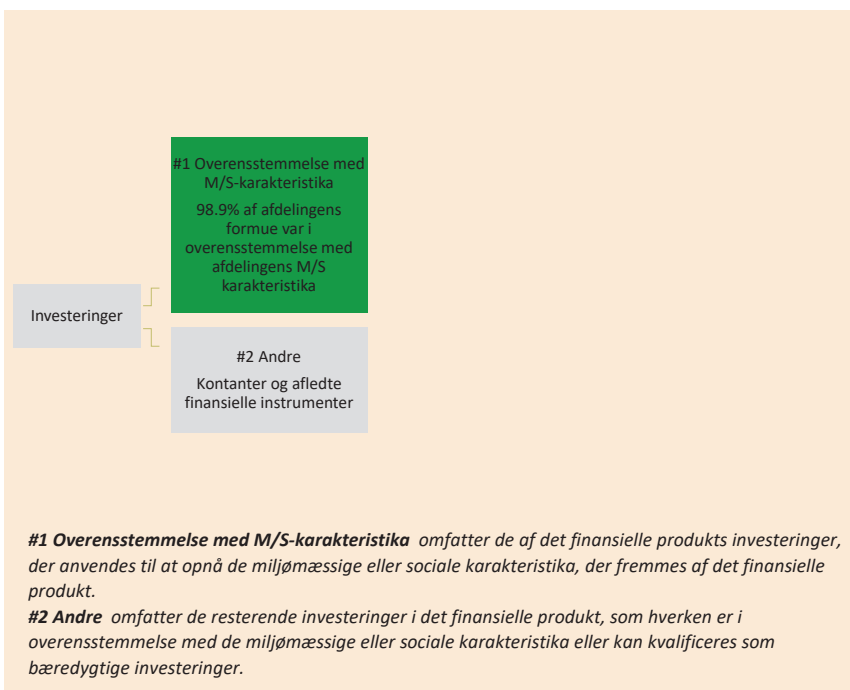 #1 Overensstemmelse med
M/S-karakteristika
98.9% af afdelingens
formue var i
overensstemmelse med
afdelingens M/S
karakteristika
Investeringer
#2 Andre
Kontanter og afledte
finansielle instrumenter
#1 Overensstemmelse med M/S-karakteristika omfatter de af det finansielle produkts investeringer,
der anvendes til at opnå de miljømæssige eller sociale karakteristika, der fremmes af det finansielle
produkt.
#2 Andre omfatter de resterende investeringer i det finansielle produkt, som hverken er i
overensstemmelse med de miljømæssige eller sociale karakteristika eller kan kvalificeres som
bæredygtige investeringer.